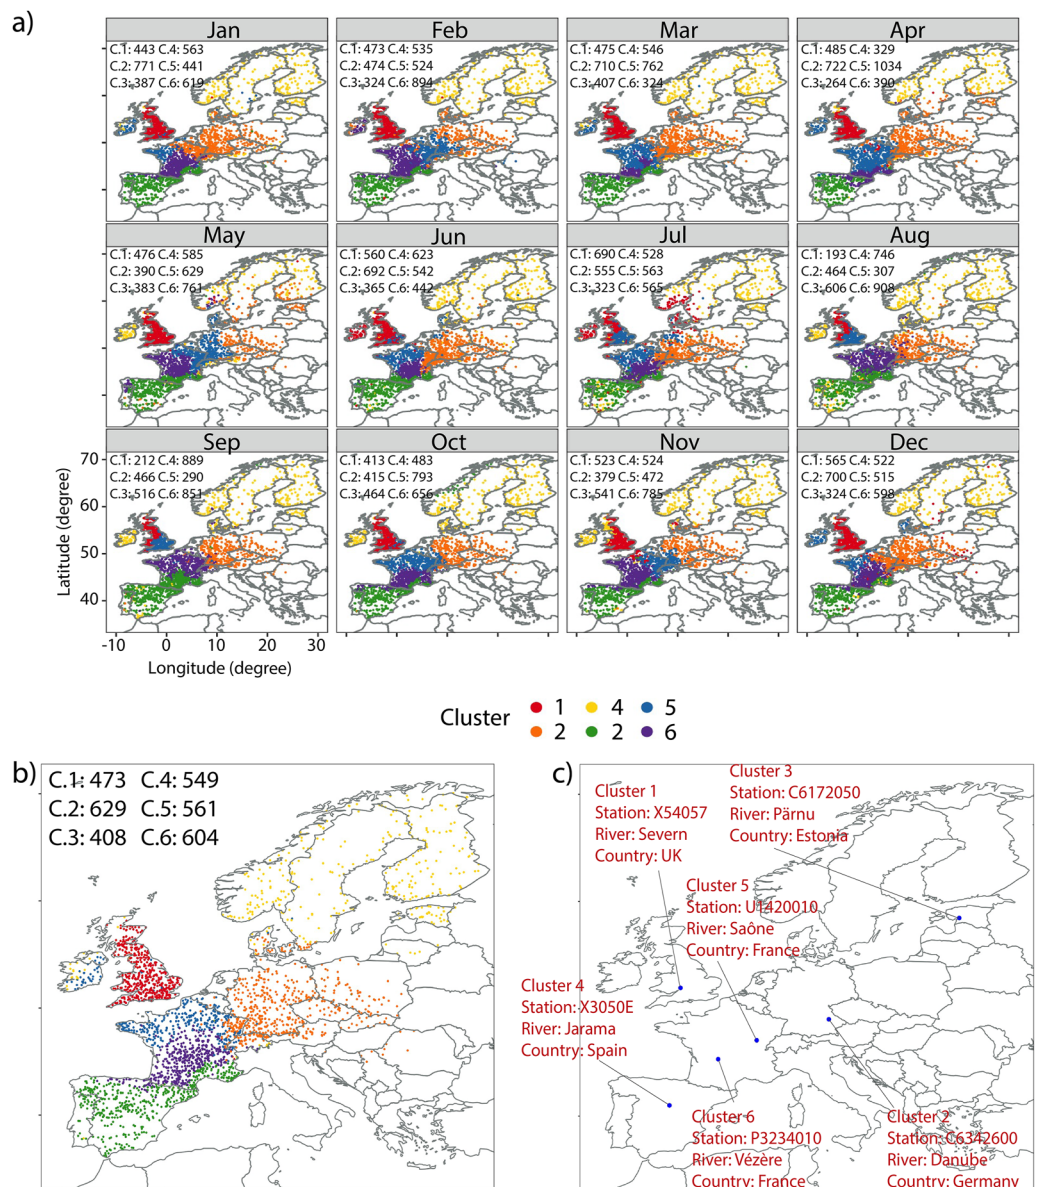 a)
Jan
C.1: 443 C.4: 563
C.2: 771 C.5: 441
C.3: 387 C.6: 619
Feb
C.1: 473 C.4: 535
C.2: 474 C.5: 524
C.3: 324 C.6: 894
Mar
C.1: 475 C.4: 546
C.2: 710 C.5: 762
C.3: 407 C.6: 324
Apr
C.1: 485 C.4: 329
C.2: 722 C.5: 1034
C.3: 264 C.6: 390
May
C.1: 476 C.4: 585
C.2: 390 C.5: 629
C.3: 383 C.6: 761
Jun
C.1: 560 C.4: 623
C.2: 692 C.5: 542
C.3: 365 C.6: 442
Jul
C.1: 690 C.4: 528
C.2: 555 C.5: 563
C.3: 323 C.6: 565
Aug
C.1: 193 C.4: 746
C.2: 464 C.5: 307
C.3: 606 C.6: 908
Sep
C.1: 212 C.4: 889
C.2: 466 C.5: 290
C.3: 516 C.6: 851
Oct
C.1: 413 C.4: 483
C.2: 415 C.5: 793
C.3: 464 C.6: 656
Nov
C.1: 523 C.4: 524
C.2: 379 C.5: 472
C.3: 541 C.6: 785
Dec
C.1: 565 C.4: 522
C.2: 700 C.5: 515
C.3: 324 C.6: 598
70
60
50
40
Latitude (degree)
-10 0 10 20 30
Longitude (degree)
Cluster
1 4 5
2 2 6
b)
C.1: 473 C.4: 549
C.2: 629 C.5: 561
C.3: 408 C.6: 604
c)
Cluster 1
Station: X54057
River: Severn
Country: UK
Cluster 3
Station: C6172050
River: Pärnu
Country: Estonia
Cluster 5
Station: U1420010
River: Saône
Country: France
Cluster 4
Station: X3050E
River: Jarama
Country: Spain
Cluster 6
Station: P3234010
River: Vézère
Country: France
Cluster 2
Station: C6342600
River: Danube
Country: Germany